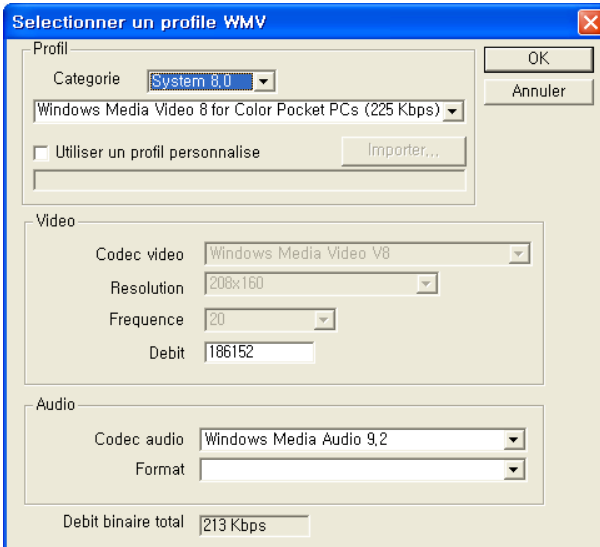 Selectionner un profile WMV
Profil
OK
Categorie System 8,0
Annuler
Windows Media Video 8 for Color Pocket PCs (225 Kbps)
Utiliser un profil personnalise Importer,,,
Video
Codec video Windows Media Video V8
Resolution 208x160
Frequence 20
Debit 186152
Audio
Codec audio Windows Media Audio 9,2
Format
Debit binaire total 213 Kbps